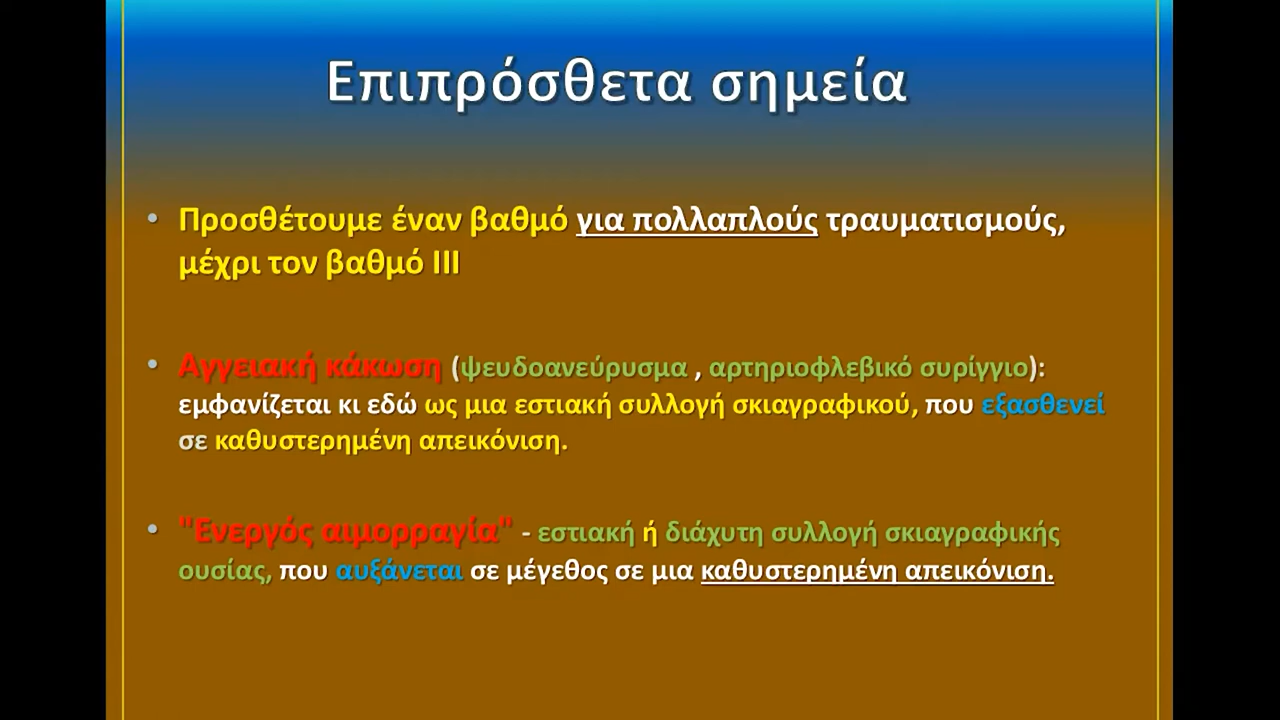 Επιπρόσθετα σημεία
• Προσθέτουμε έναν βαθμό για πολλαπλούς τραυματισμούς,
μέχρι τον βαθμό III
• Αγγειακή κάκωση (ψευδοανεύρυσμα , αρτηριοφλεβικό συρίγγιο):
εμφανίζεται κι εδώ ως μια εστιακή συλλογή σκιαγραφικού, που εξασθενεί
σε καθυστερημένη απεικόνιση.
• "Ενεργός αιμορραγία" - εστιακή ή διάχυτη συλλογή σκιαγραφικής
ουσίας, που αυξάνεται σε μέγεθος σε μια καθυστερημένη απεικόνιση.